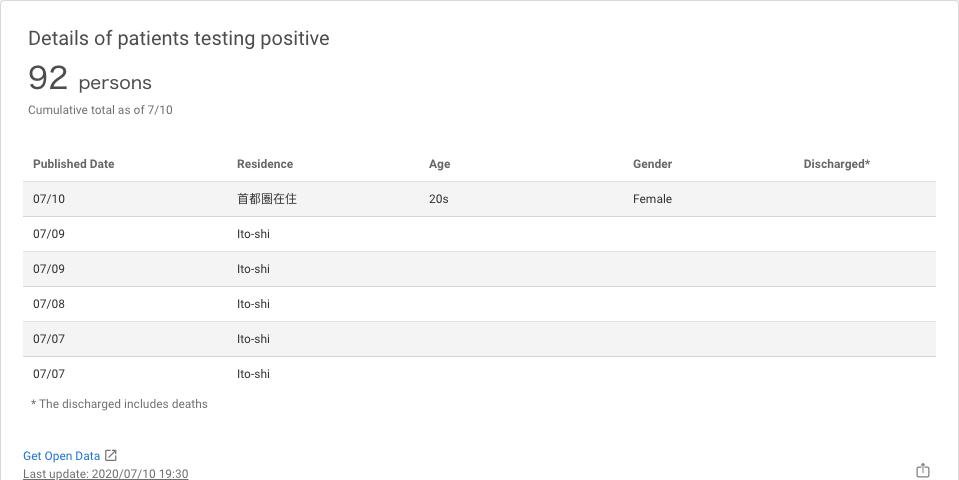 Details of patients testing positive
92 persons
Cumulative total as of 7/10
Published Date Residence Age Gender Discharged*
07/10 首都圏在住 20s Female
07/09 Ito-shi
07/09 Ito-shi
07/08 Ito-shi
07/07 Ito-shi
07/07 Ito-shi
* The discharged includes deaths
Get Open Data
Last update: 2020/07/10 19:30